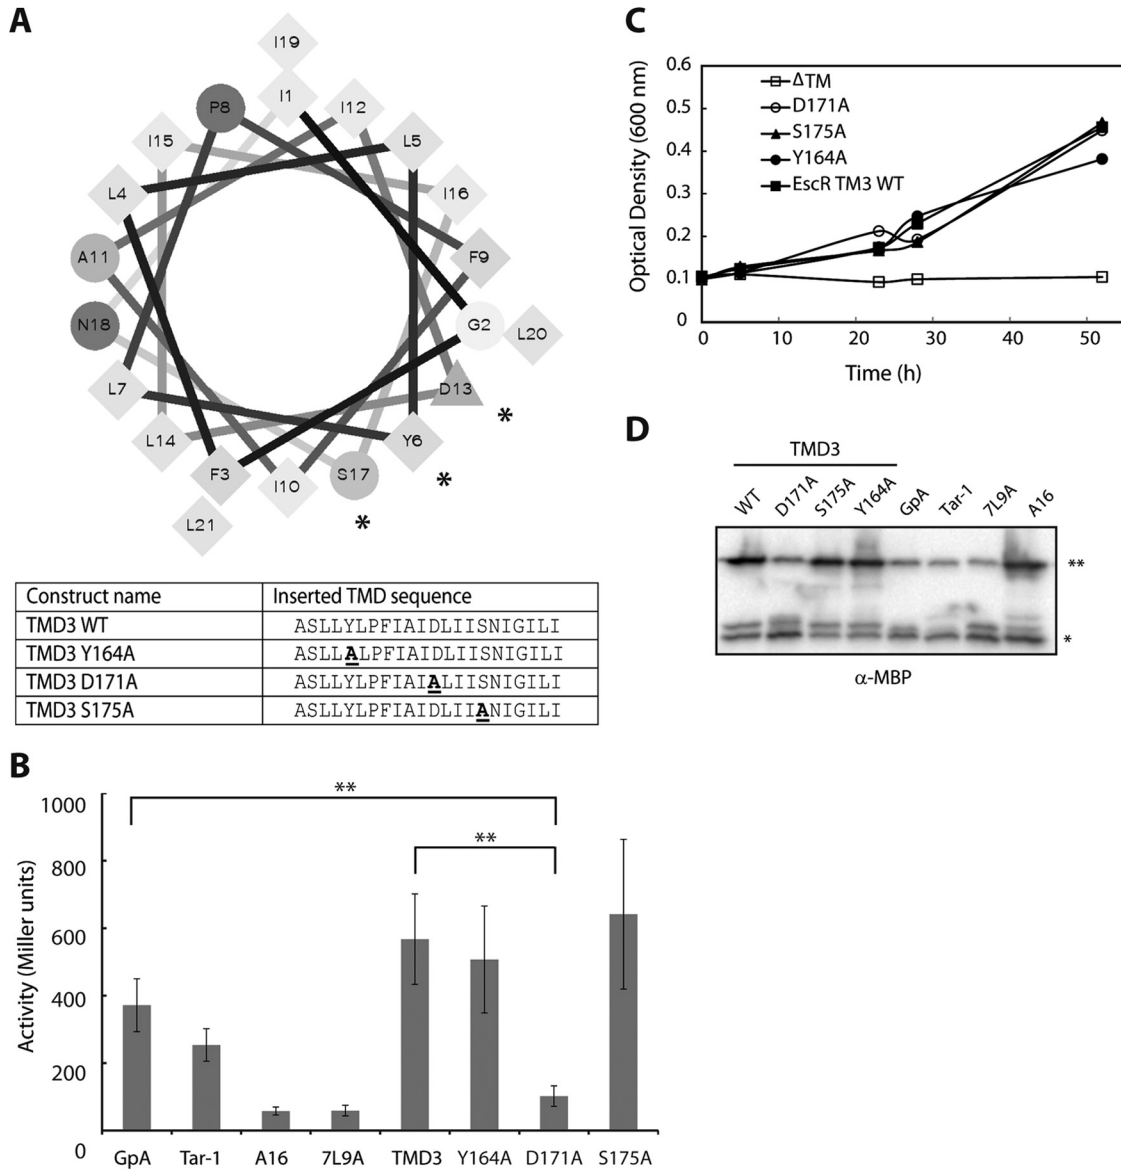 A
I19
I1
P8
I12
I15
L5
L4
I16
A11
F9
N18
G2
L20
L7
D13
*
L14
Y6
*
F3
I10
S17
*
L21
Construct name Inserted TMD sequence
TMD3 WT ASLLYLPFIAIDLIISNIGILI
TMD3 Y164A ASLLALPFIAIDLIISNIGILI
TMD3 D171A ASLLYLPFIAIALIISNIGILI
TMD3 S175A ASLLYLPFIAIDLIIANIGILI
B
Activity (Miller units)
1000
800
600
400
200
0
**
**
GpA Tar-1 A16 7L9A TMD3 Y164A D171A S175A
C
Optical Density (600 nm)
0.6
0.5
0.4
0.3
0.2
0.1
0
ΔTM
D171A
S175A
Y164A
EscR TM3 WT
0 10 20 30 40 50
Time (h)
D
TMD3
WT D171A S175A Y164A GpA Tar-1 7L9A A16
**
*
α-MBP